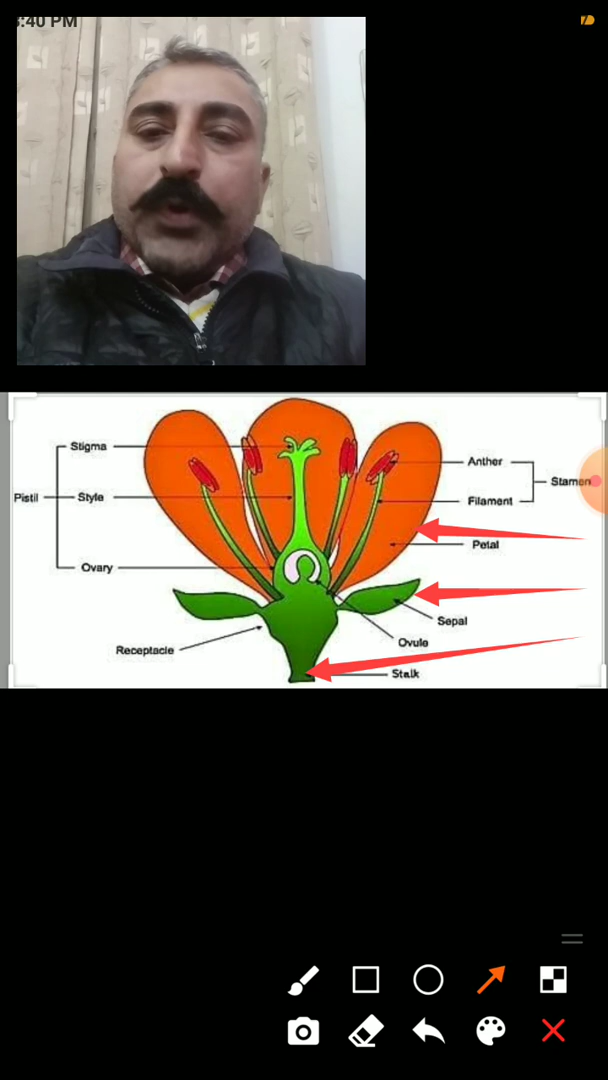 :40 PM
Stigma
Anther
Stamen
Pistil
Style
Filament
Petal
Ovary
Sepal
Ovule
Receptacle
Stalk